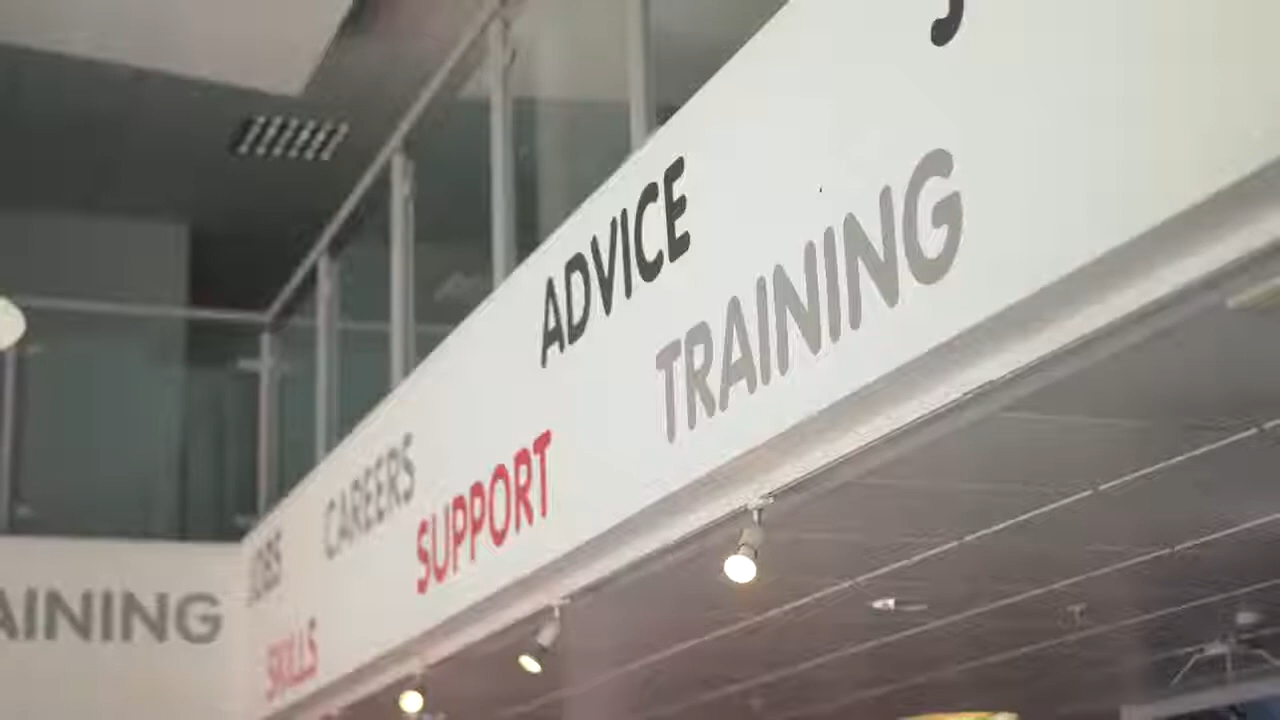 ADVICE
TRAINING
CAREERS
SUPPORT
JOBS
SKILLS
AINING